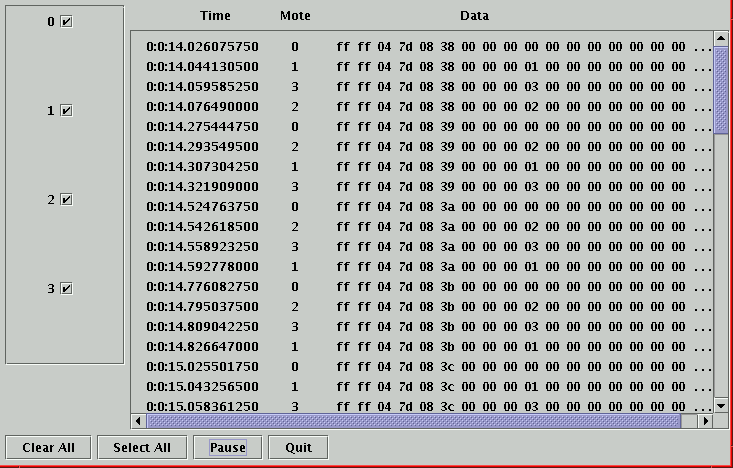 Time Mote Data
0
1
2
3
0:0:14.026075750 0 ff ff 04 7d 08 38 00 00 00 00 00 00 00 00 00 00 00 ...
0:0:14.044130500 1 ff ff 04 7d 08 38 00 00 00 01 00 00 00 00 00 00 00 ...
0:0:14.059585250 3 ff ff 04 7d 08 38 00 00 00 03 00 00 00 00 00 00 00 ...
0:0:14.076490000 2 ff ff 04 7d 08 38 00 00 00 02 00 00 00 00 00 00 00 ...
0:0:14.275444750 0 ff ff 04 7d 08 39 00 00 00 00 00 00 00 00 00 00 00 ...
0:0:14.293549500 2 ff ff 04 7d 08 39 00 00 00 02 00 00 00 00 00 00 00 ...
0:0:14.307304250 1 ff ff 04 7d 08 39 00 00 00 01 00 00 00 00 00 00 00 ...
0:0:14.321909000 3 ff ff 04 7d 08 39 00 00 00 03 00 00 00 00 00 00 00 ...
0:0:14.524763750 0 ff ff 04 7d 08 3a 00 00 00 00 00 00 00 00 00 00 00 ...
0:0:14.542618500 2 ff ff 04 7d 08 3a 00 00 00 02 00 00 00 00 00 00 00 ...
0:0:14.558923250 3 ff ff 04 7d 08 3a 00 00 00 03 00 00 00 00 00 00 00 ...
0:0:14.592778000 1 ff ff 04 7d 08 3a 00 00 00 01 00 00 00 00 00 00 00 ...
0:0:14.776082750 0 ff ff 04 7d 08 3b 00 00 00 00 00 00 00 00 00 00 00 ...
0:0:14.795037500 2 ff ff 04 7d 08 3b 00 00 00 02 00 00 00 00 00 00 00 ...
0:0:14.809042250 3 ff ff 04 7d 08 3b 00 00 00 03 00 00 00 00 00 00 00 ...
0:0:14.826647000 1 ff ff 04 7d 08 3b 00 00 00 01 00 00 00 00 00 00 00 ...
0:0:15.025501750 0 ff ff 04 7d 08 3c 00 00 00 00 00 00 00 00 00 00 00 ...
0:0:15.043256500 1 ff ff 04 7d 08 3c 00 00 00 01 00 00 00 00 00 00 00 ...
0:0:15.058361250 3 ff ff 04 7d 08 3c 00 00 00 03 00 00 00 00 00 00 00 ...
Clear All Select All Pause Quit